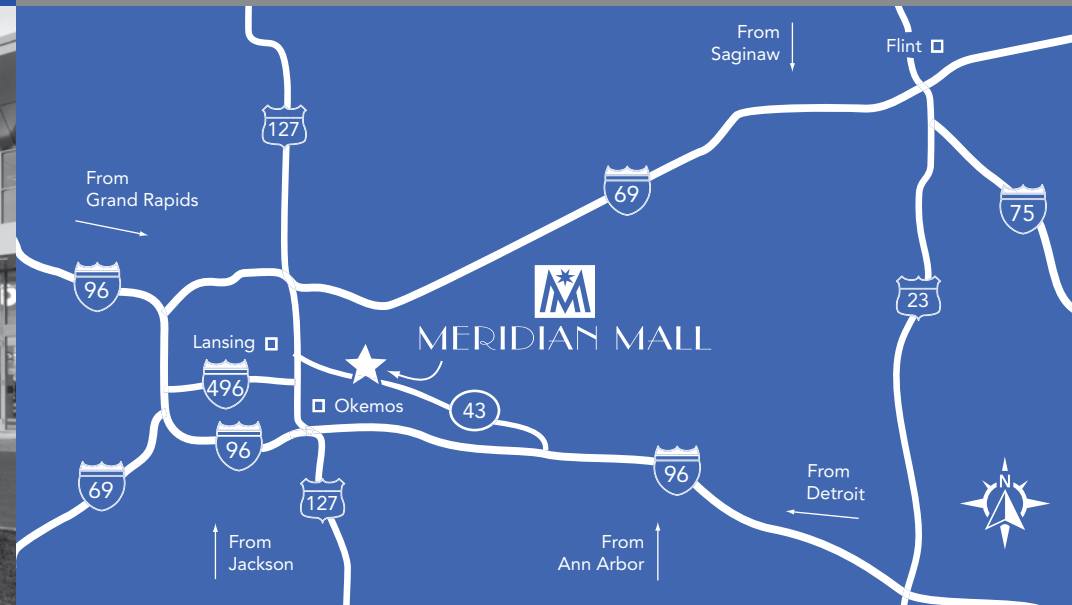 From
Saginaw
Flint
127
From
Grand Rapids
69
75
96
23
MERIDIAN MALL
Lansing
496
Okemos
43
96
96
69
From
Detroit
N
127
From
Jackson
From
Ann Arbor